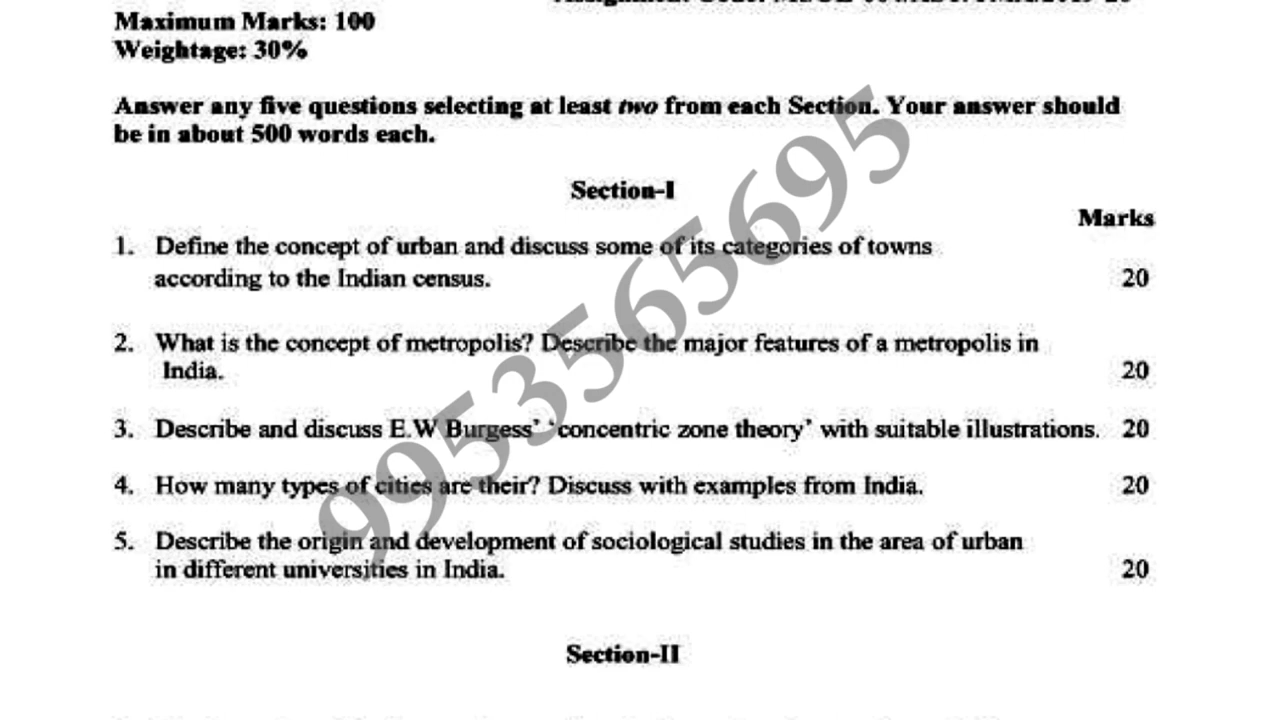 Maximum Marks: 100
Weightage: 30%
Answer any five questions selecting at least two from each Section. Your answer should
be in about 500 words each.
Section-I
Marks
1. Define the concept of urban and discuss some of its categories of towns
according to the Indian census. 20
2. What is the concept of metropolis? Describe the major features of a metropolis in
India. 20
3. Describe and discuss E.W Burgess' 'concentric zone theory' with suitable illustrations. 20
4. How many types of cities are their? Discuss with examples from India. 20
5. Describe the origin and development of sociological studies in the area of urban
in different universities in India. 20
Section-II
9953565695